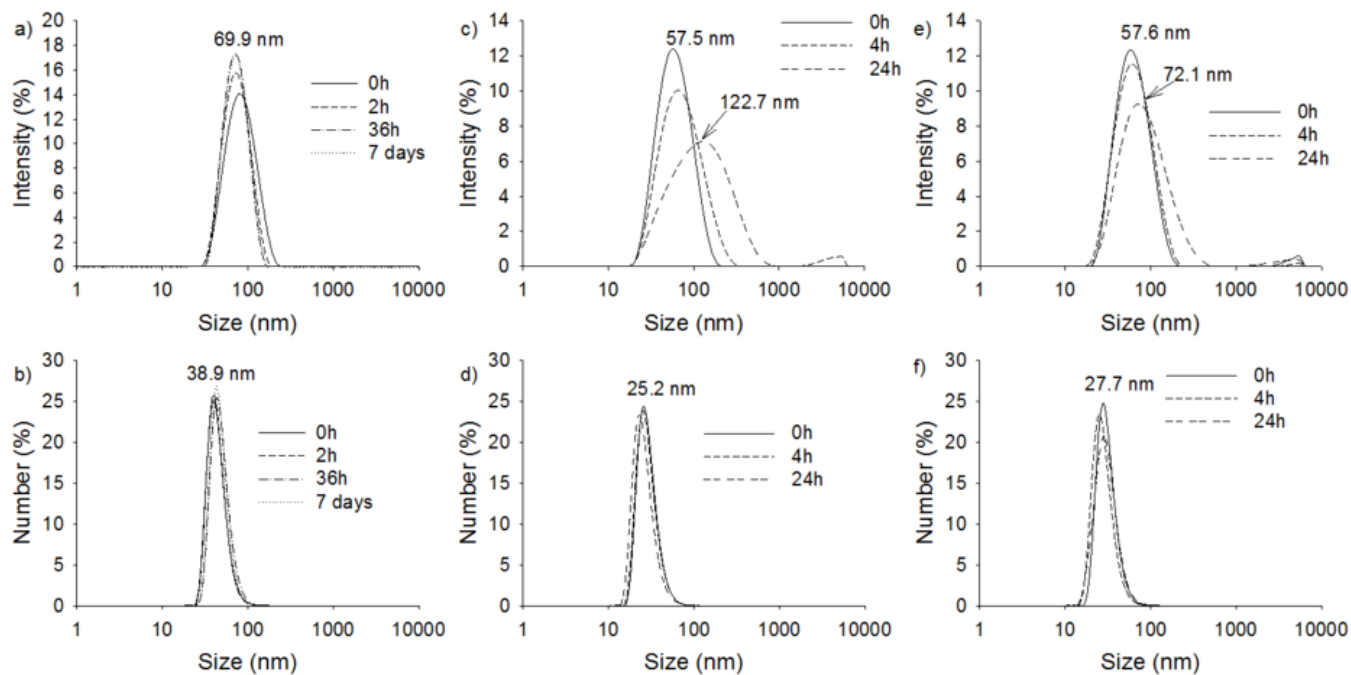 a)
20
18
16
14
12
10
8
6
4
2
0
Intensity (%)
69.9 nm
0h
2h
36h
7 days
1 10 100 1000 10000
Size (nm)
c)
14
12
10
8
6
4
2
0
Intensity (%)
57.5 nm
122.7 nm
0h
4h
24h
1 10 100 1000 10000
Size (nm)
e)
14
12
10
8
6
4
2
0
Intensity (%)
57.6 nm
72.1 nm
0h
4h
24h
1 10 100 1000 10000
Size (nm)
b)
30
25
20
15
10
5
0
Number (%)
38.9 nm
0h
2h
36h
7 days
1 10 100 1000 10000
Size (nm)
d)
30
25
20
15
10
5
0
Number (%)
25.2 nm
0h
4h
24h
1 10 100 1000 10000
Size (nm)
f)
30
25
20
15
10
5
0
Number (%)
27.7 nm
0h
4h
24h
1 10 100 1000 10000
Size (nm)